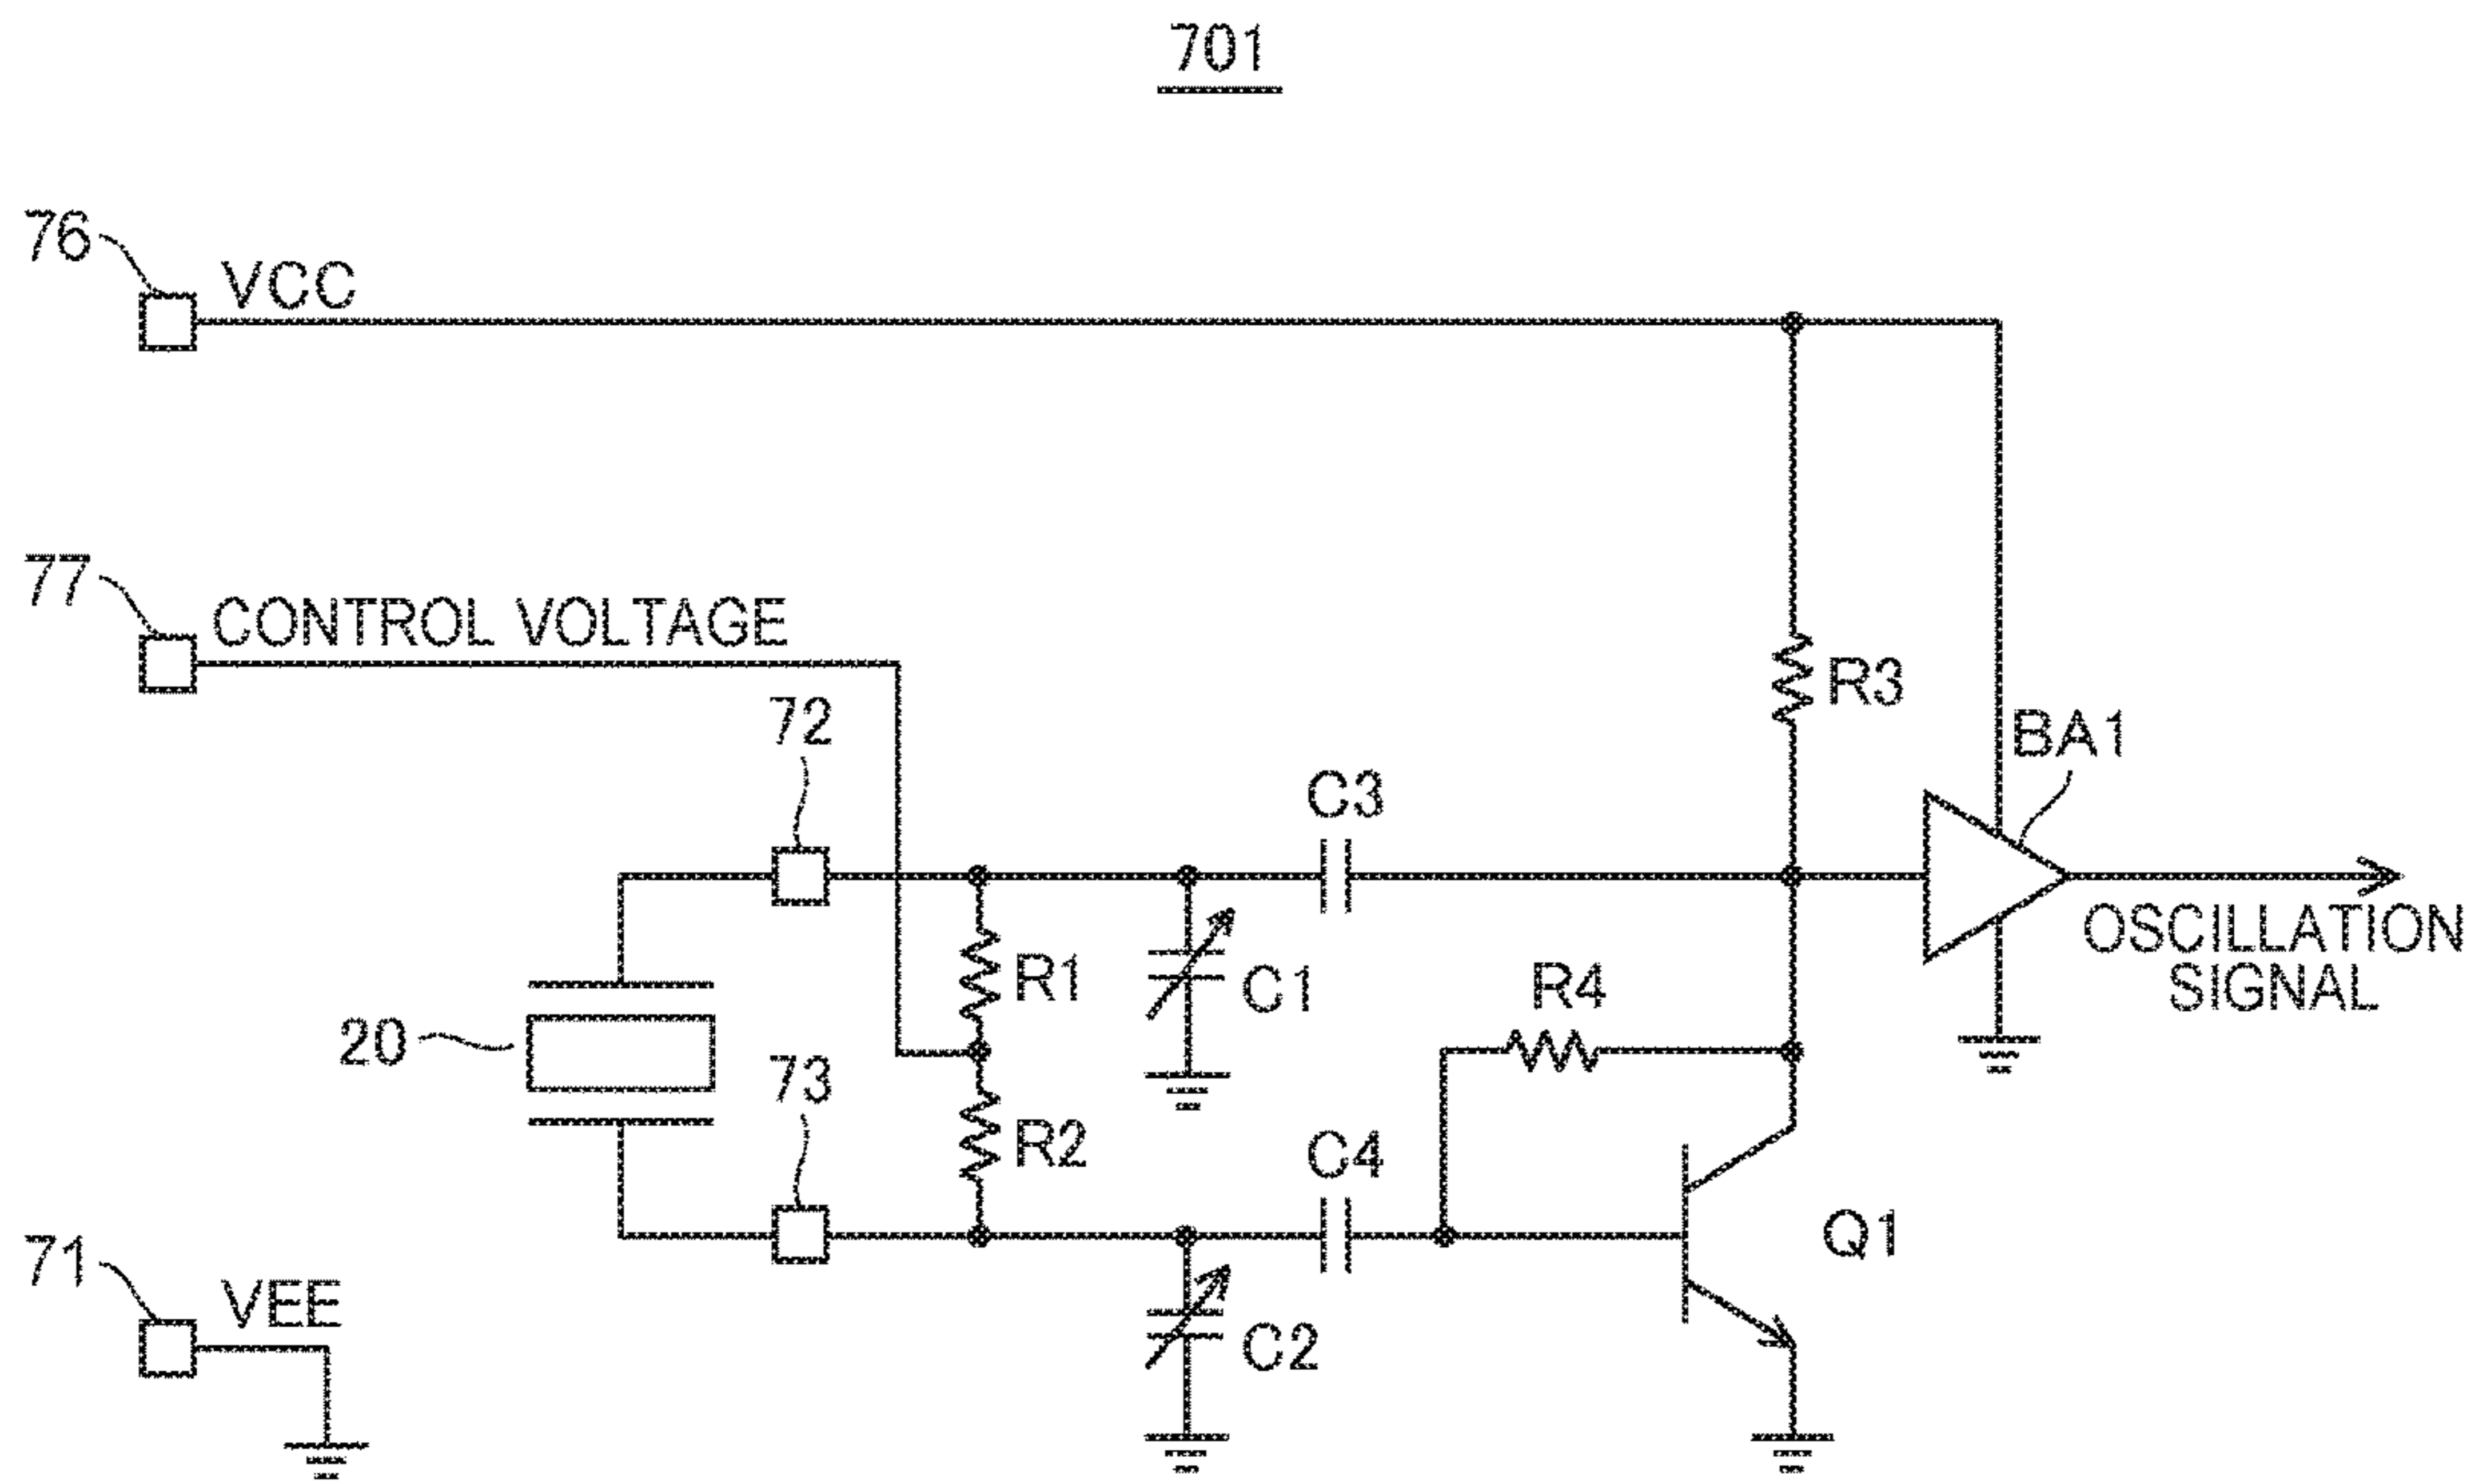 701
76
VCC
77
CONTROL VOLTAGE
72
R3
BA1
C3
OSCILLATION
SIGNAL
R1
C1
R4
20
73
R2
C4
Q1
71
VEE
C2